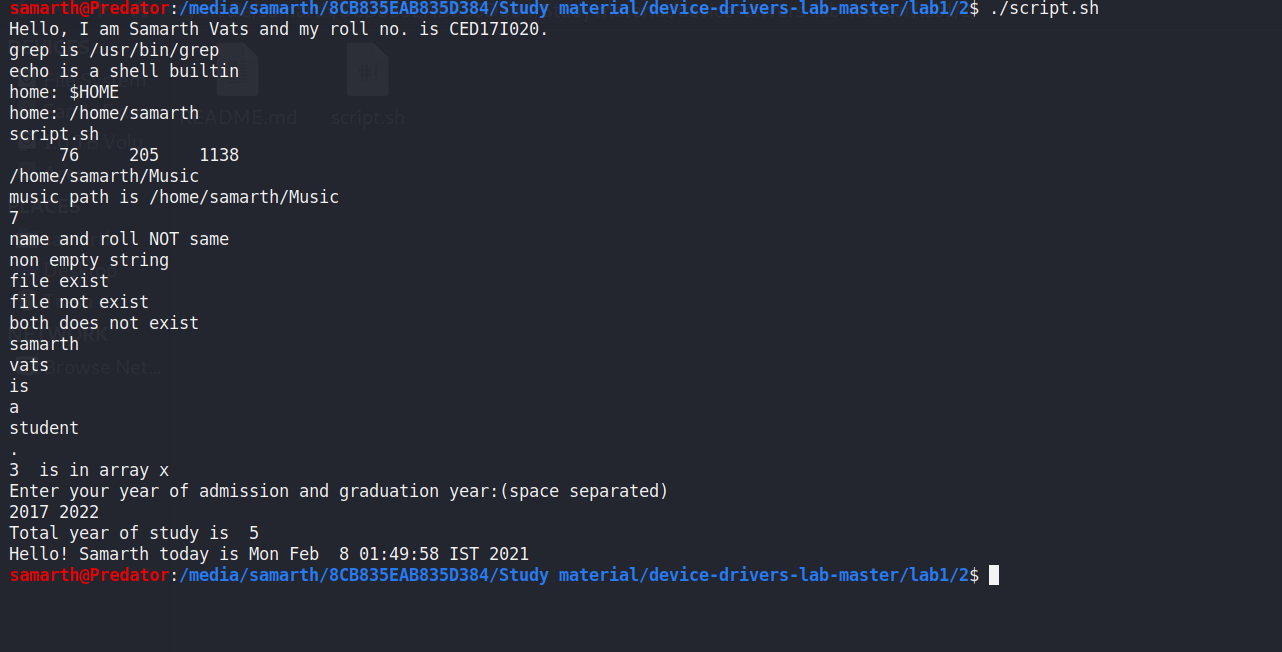 samarth@Predator:/media/samarth/8CB835EAB835D384/Study material/device-drivers-lab-master/lab1/2$ ./script.sh
Hello, I am Samarth Vats and my roll no. is CED17I020.
grep is /usr/bin/grep
echo is a shell builtin
home: $HOME
home: /home/samarth
script.sh
     76     205    1138
/home/samarth/Music
music path is /home/samarth/Music
7
name and roll NOT same
non empty string
file exist
file not exist
both does not exist
samarth
vats
is
a
student
.
3  is in array x
Enter your year of admission and graduation year:(space separated)
2017 2022
Total year of study is  5
Hello! Samarth today is Mon Feb  8 01:49:58 IST 2021
samarth@Predator:/media/samarth/8CB835EAB835D384/Study material/device-drivers-lab-master/lab1/2$
README.md
script.sh
Browse Net...